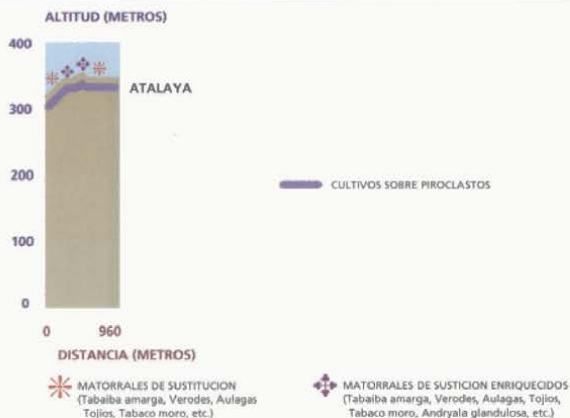 ALTITUD (METROS)
400
300
200
100
0
ATALAYA
CULTIVOS SOBRE PIROCLASTOS
0 960
DISTANCIA (METROS)
MATORRALES DE SUSTITUCION
(Tabaiba amarga, Verodes, Aulagas
Tojios, Tabaco moro, etc.)
MATORRALES DE SUSTICION ENRIQUECIDOS
(Tabaiba amarga, Verodes, Aulagas, Tojios,
Tabaco moro, Andryala glandulosa, etc.)